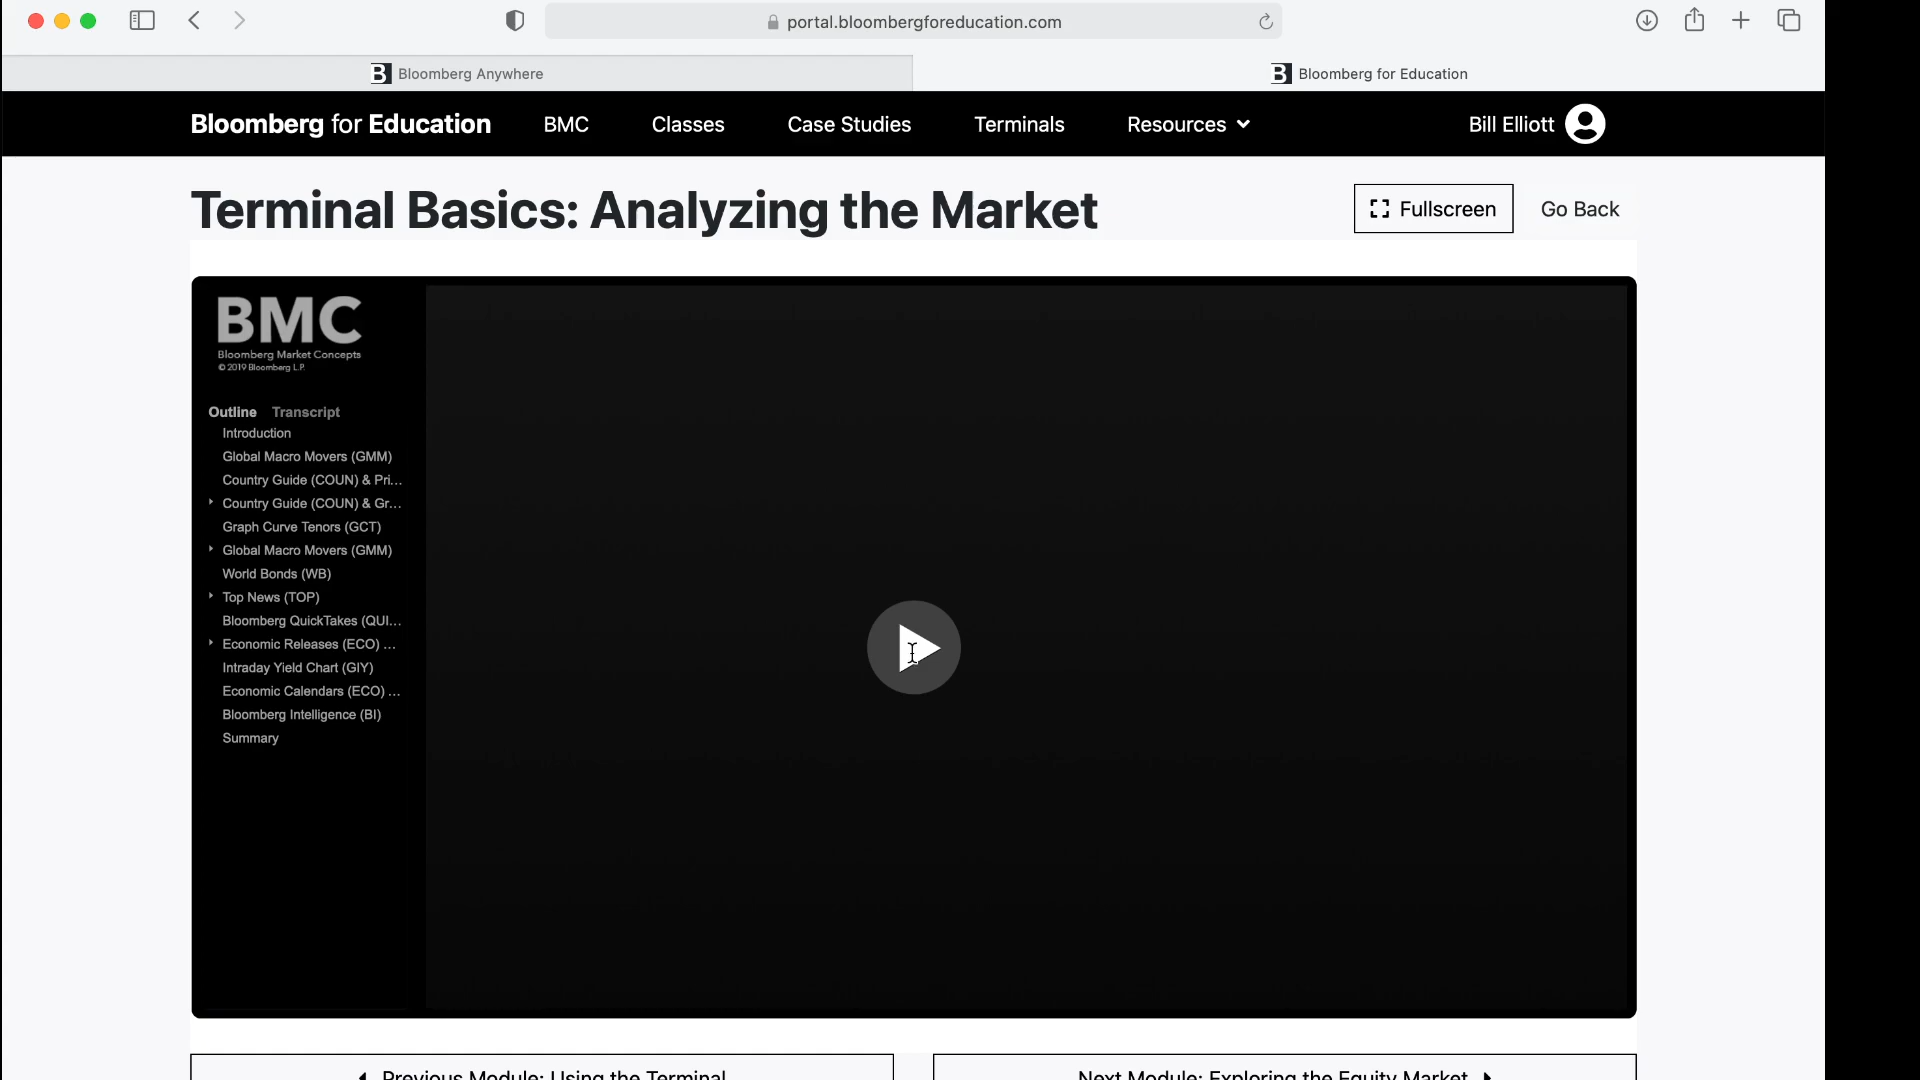 portal.bloombergforeducation.com
B Bloomberg Anywhere
B Bloomberg for Education
Bloomberg for Education BMC Classes Case Studies Terminals Resources Bill Elliott
Terminal Basics: Analyzing the Market
Fullscreen Go Back
BMC
Bloomberg Market Concepts
© 2019 Bloomberg L.P.
Outline Transcript
Introduction
Global Macro Movers (GMM)
Country Guide (COUN) & Pri...
Country Guide (COUN) & Gr...
Graph Curve Tenors (GCT)
Global Macro Movers (GMM)
World Bonds (WB)
Top News (TOP)
Bloomberg QuickTakes (QUI...
Economic Releases (ECO) ...
Intraday Yield Chart (GIY)
Economic Calendars (ECO) ...
Bloomberg Intelligence (BI)
Summary
Previous Module: Using the Terminal
Next Module: Exploring the Equity Market